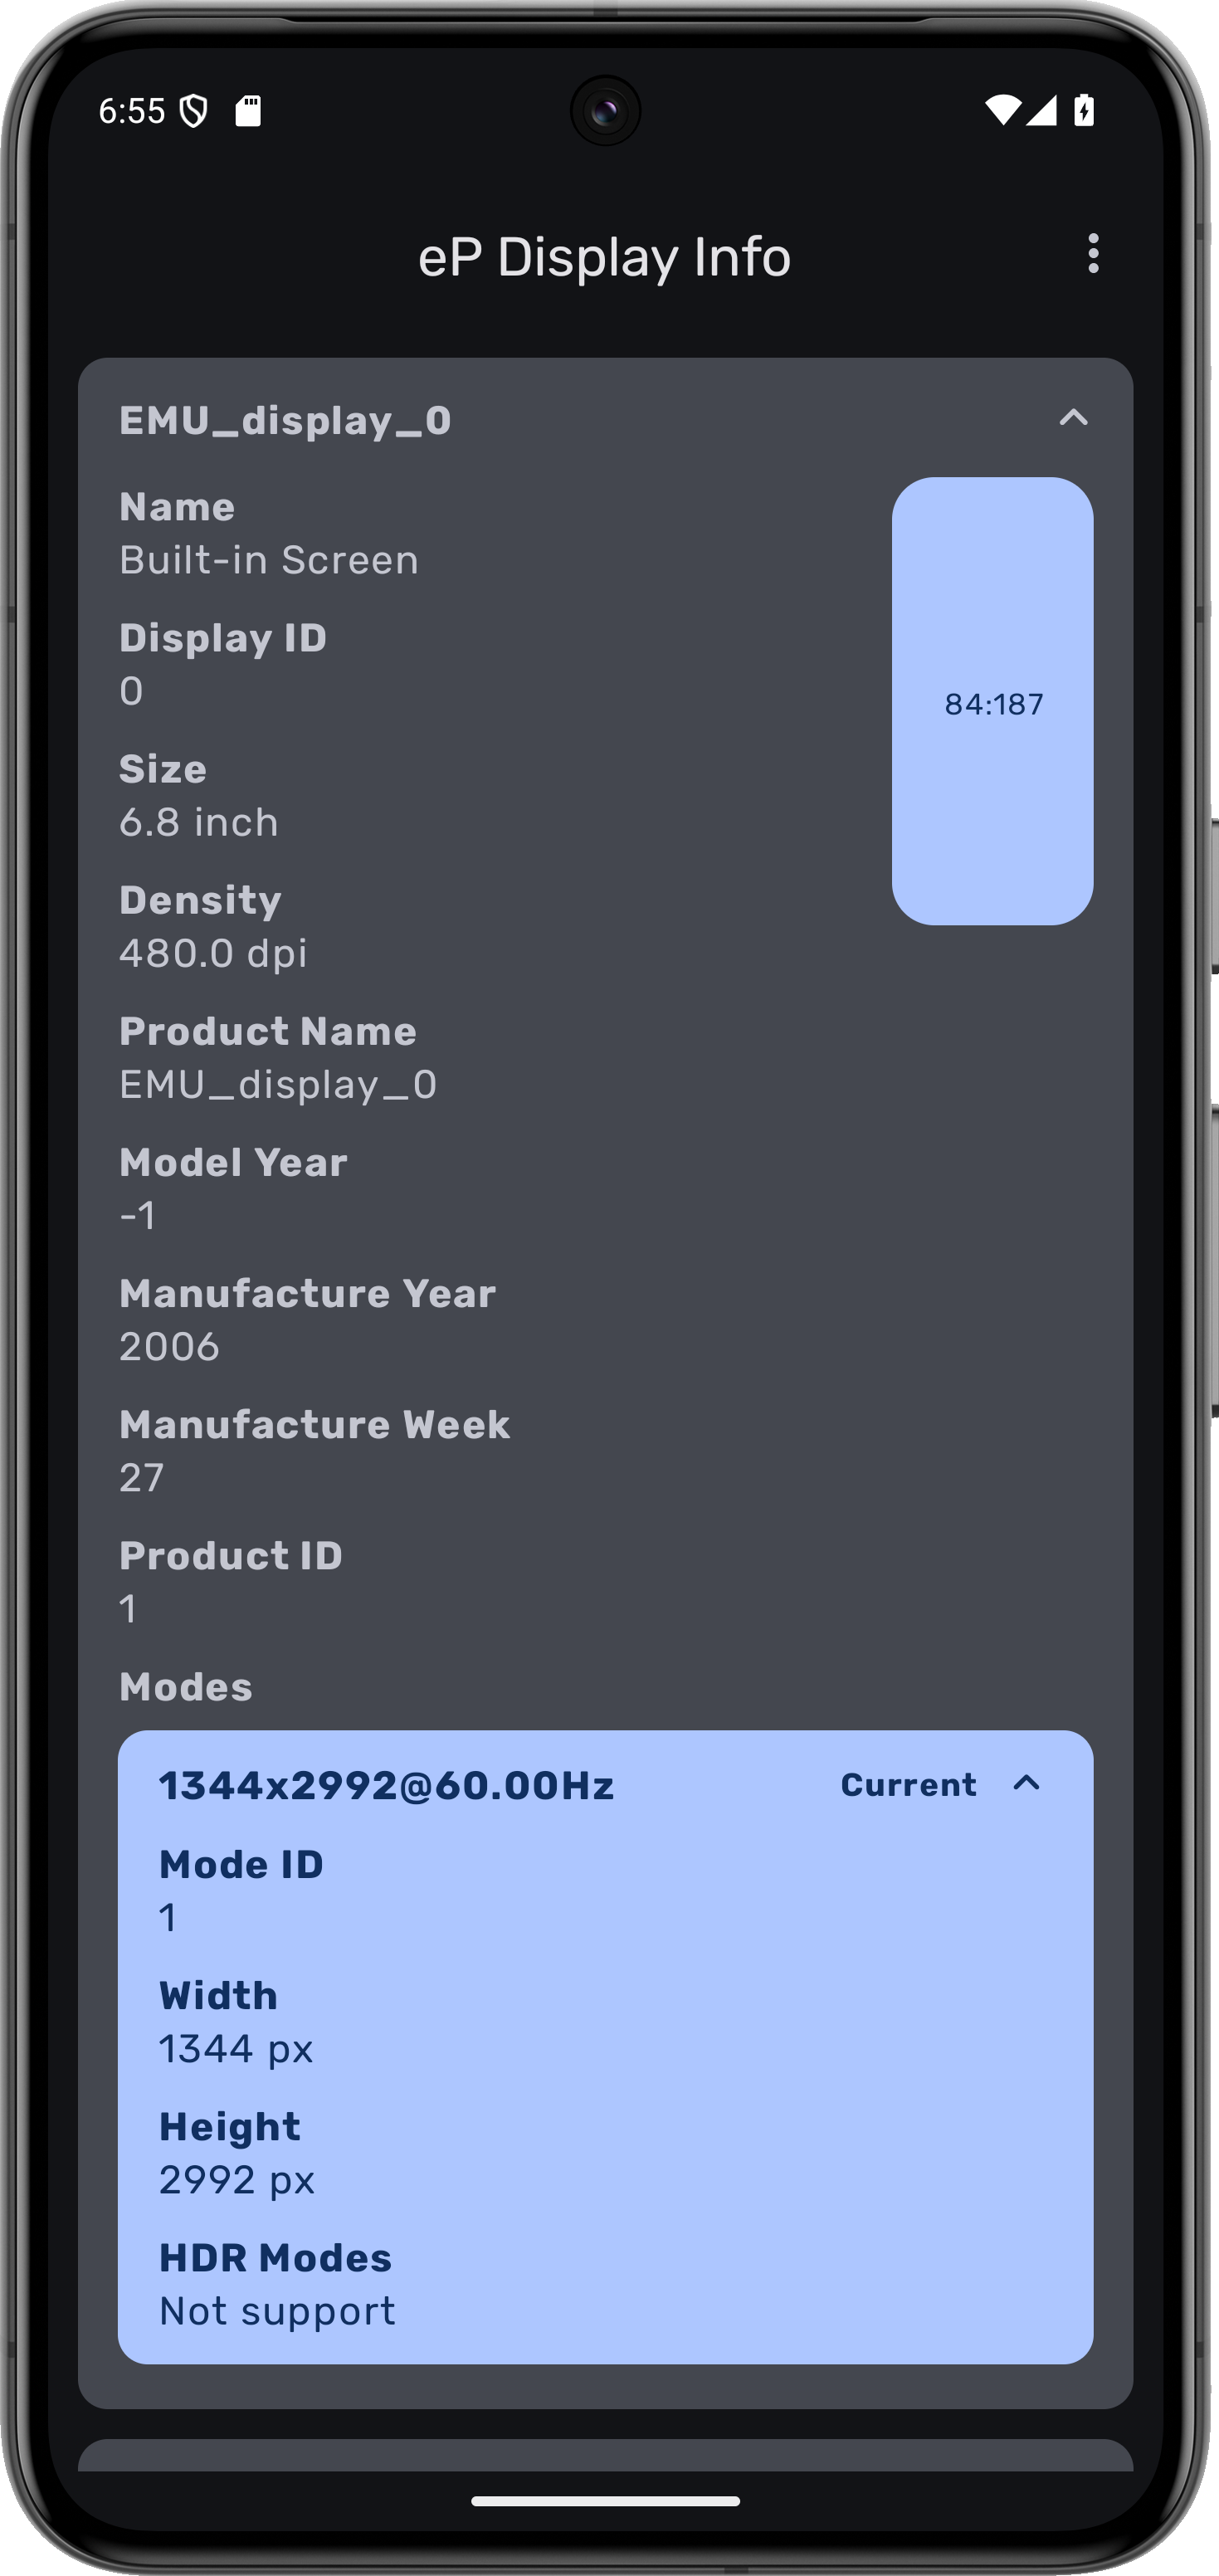 6:55
eP Display Info
EMU_display_0
Name
Built-in Screen
Display ID
0
84:187
Size
6.8 inch
Density
480.0 dpi
Product Name
EMU_display_0
Model Year
-1
Manufacture Year
2006
Manufacture Week
27
Product ID
1
Modes
1344x2992@60.00Hz Current
Mode ID
1
Width
1344 px
Height
2992 px
HDR Modes
Not support